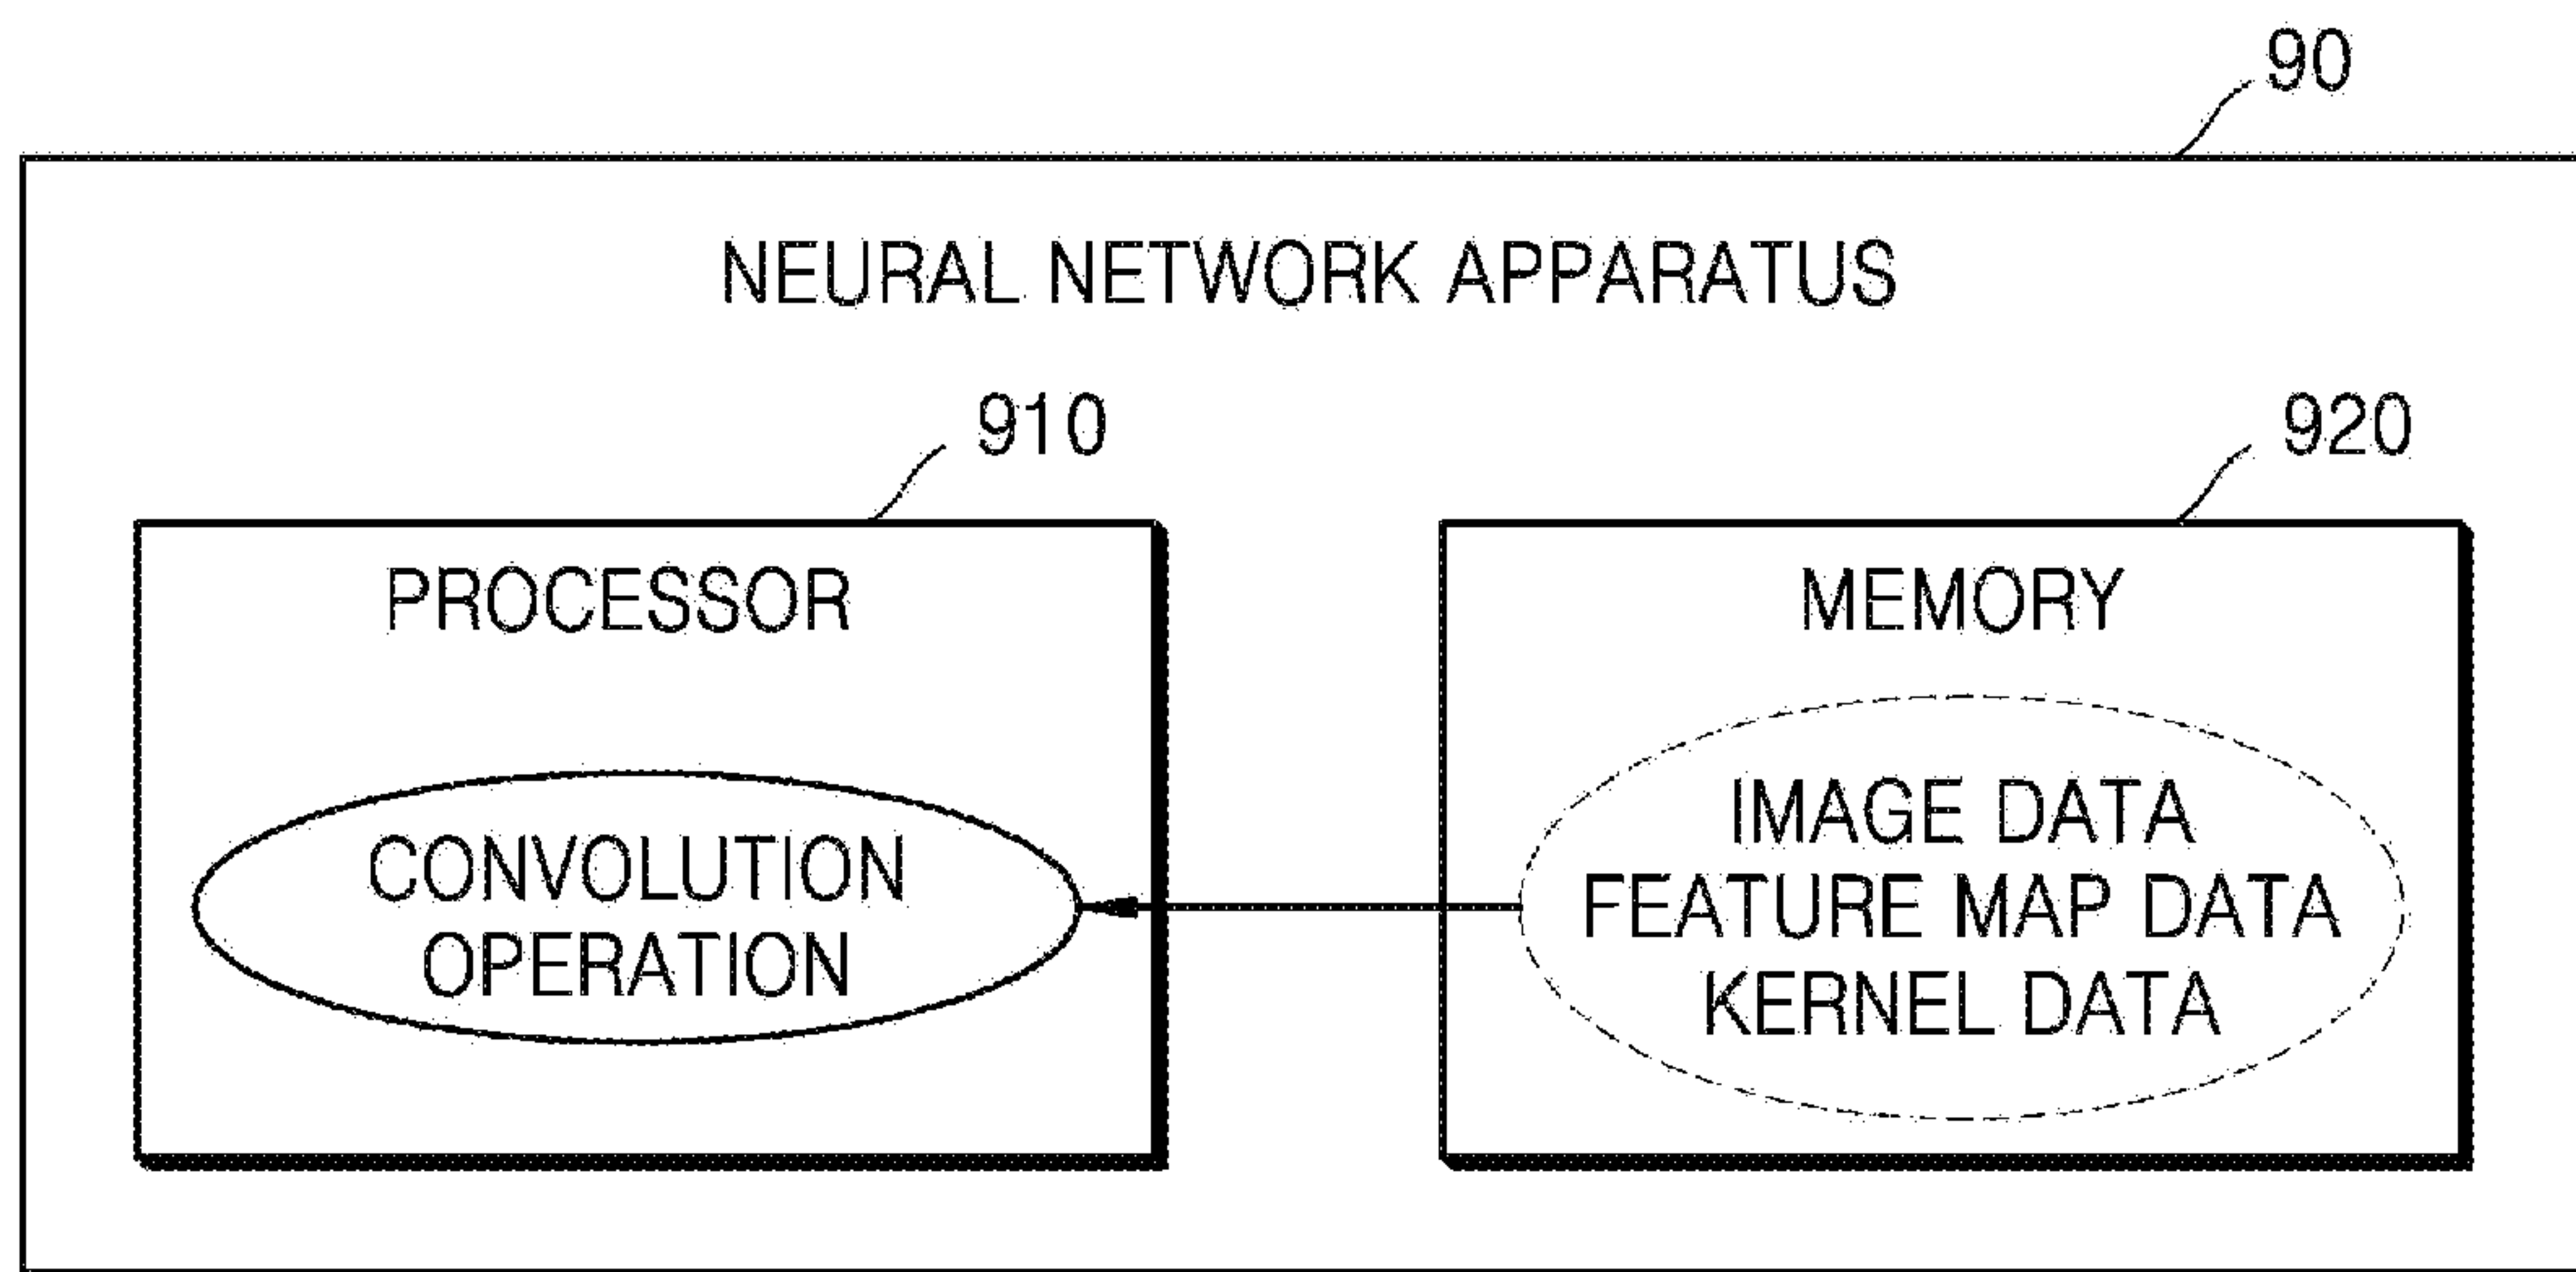 90
NEURAL NETWORK APPARATUS
910
920
PROCESSOR
MEMORY
CONVOLUTION
OPERATION
IMAGE DATA
FEATURE MAP DATA
KERNEL DATA